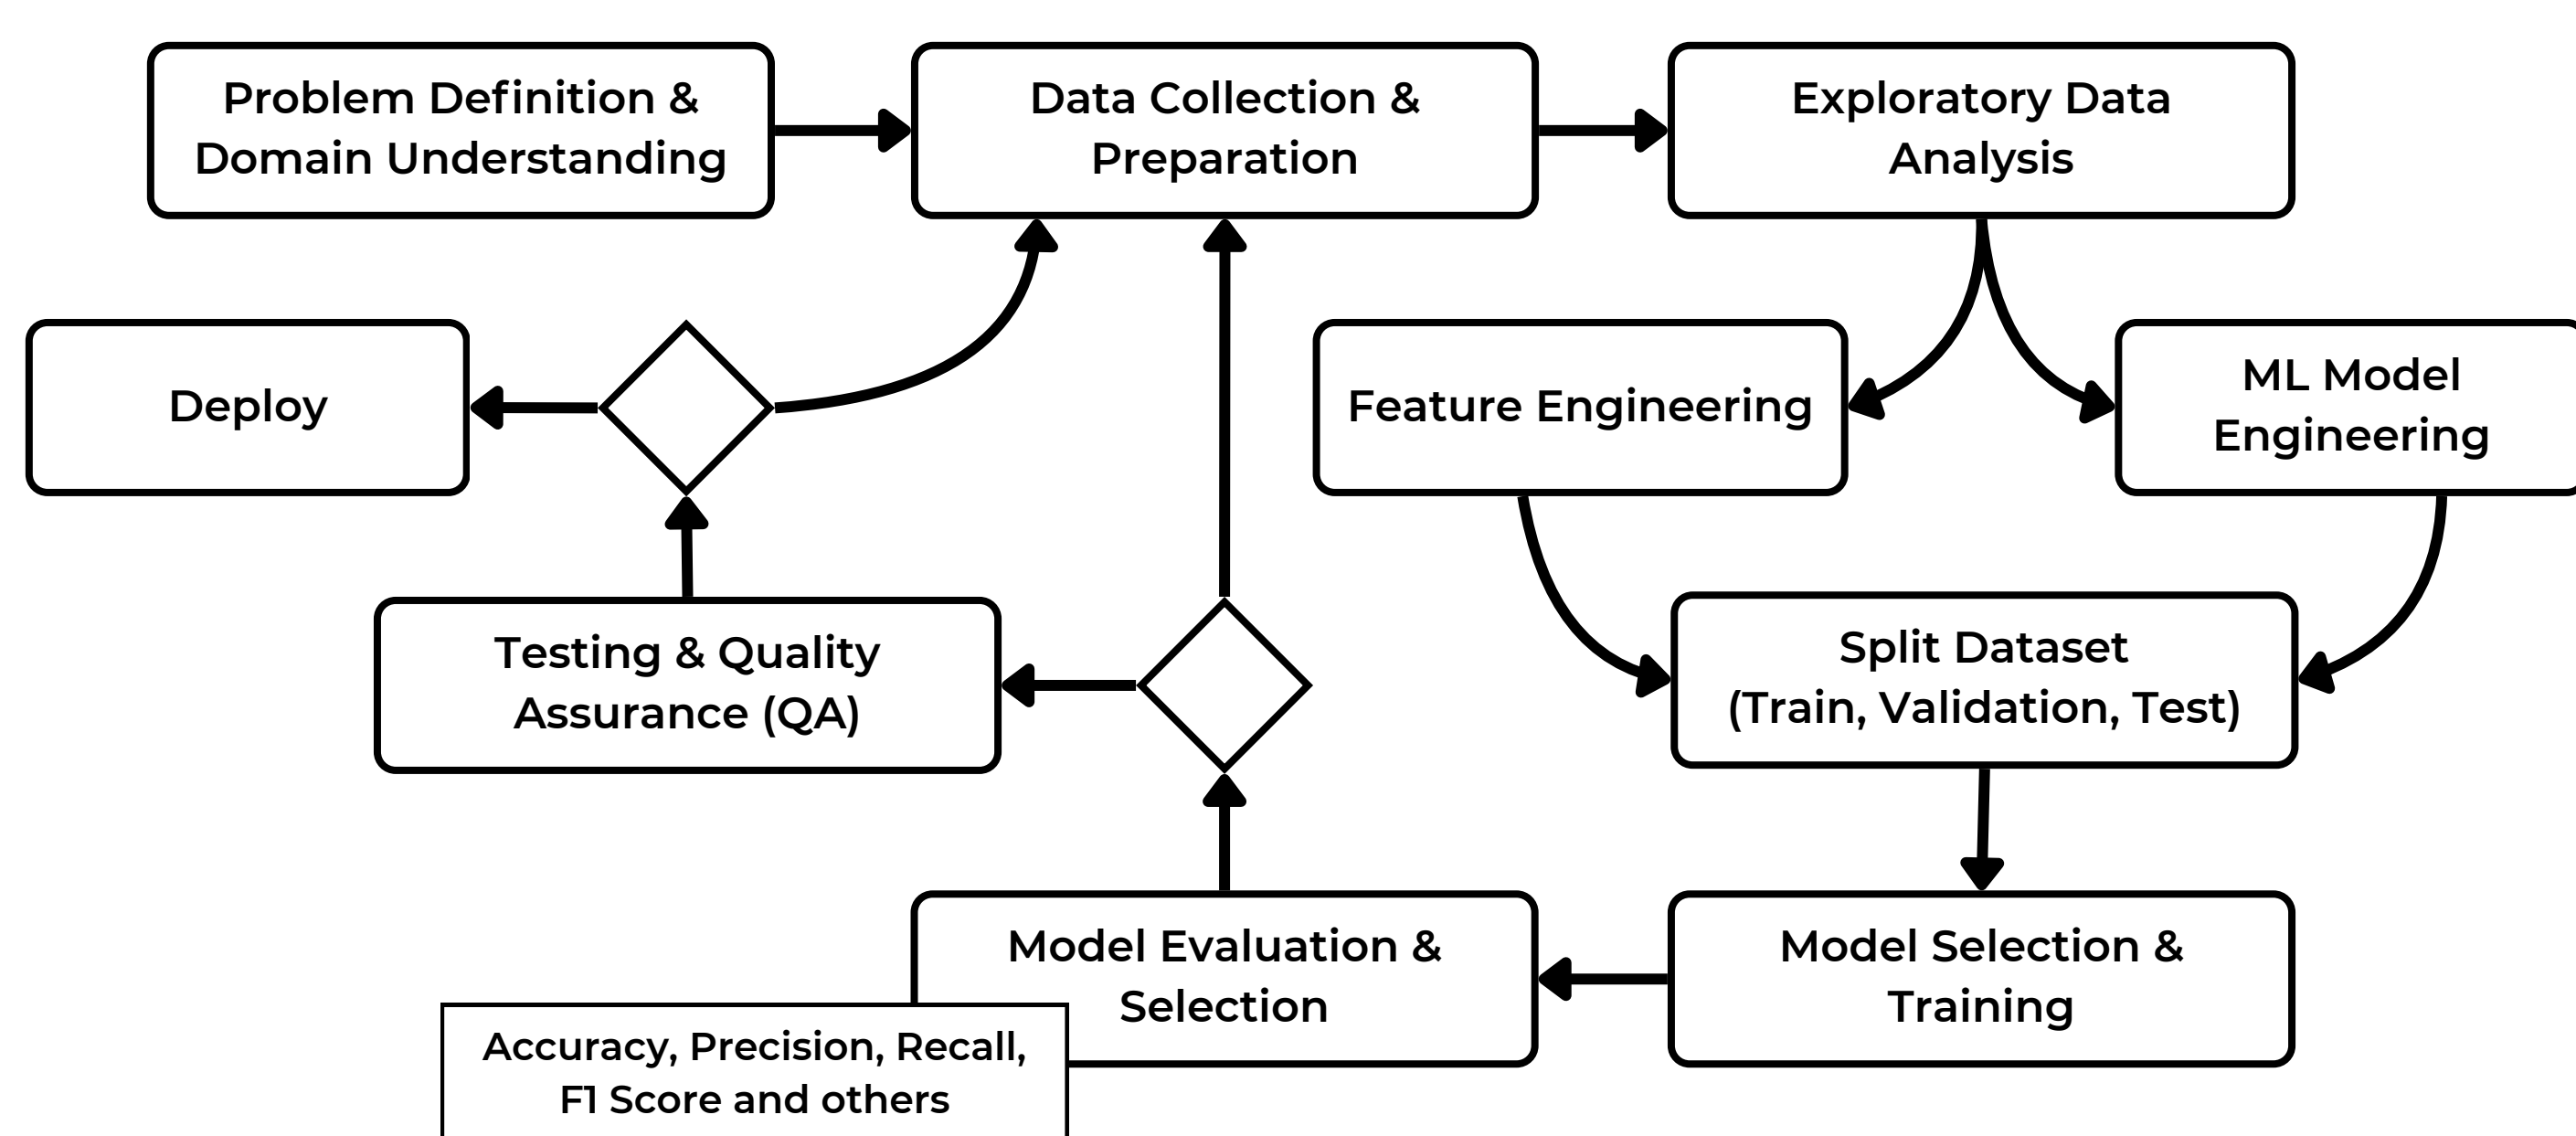 Problem Definition &
Domain Understanding
Data Collection &
Preparation
Exploratory Data
Analysis
Deploy
Feature Engineering
ML Model
Engineering
Testing & Quality
Assurance (QA)
Split Dataset
(Train, Validation, Test)
Model Evaluation &
Selection
Model Selection &
Training
Accuracy, Precision, Recall,
F1 Score and others